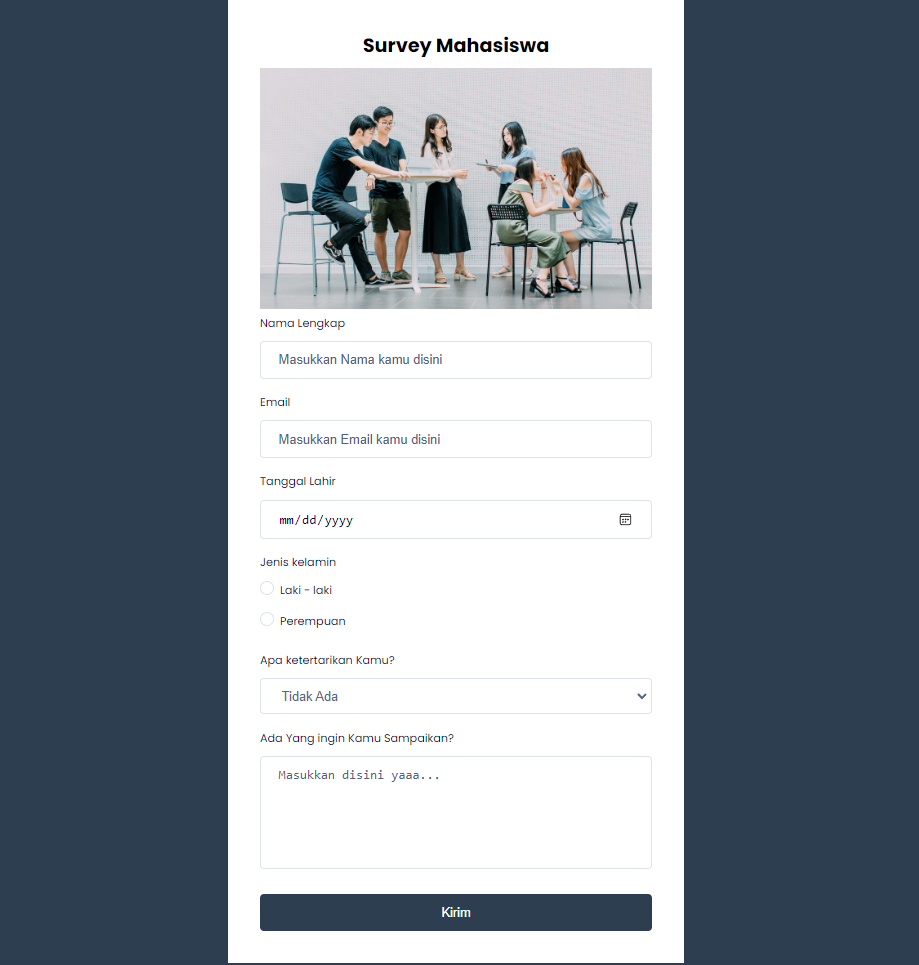 Survey Mahasiswa
Nama Lengkap
Masukkan Nama kamu disini
Email
Masukkan Email kamu disini
Tanggal Lahir
mm/dd/yyyy
Jenis kelamin
Laki - laki
Perempuan
Apa ketertarikan Kamu?
Tidak Ada
Ada Yang ingin Kamu Sampaikan?
Masukkan disini yaaa...
Kirim